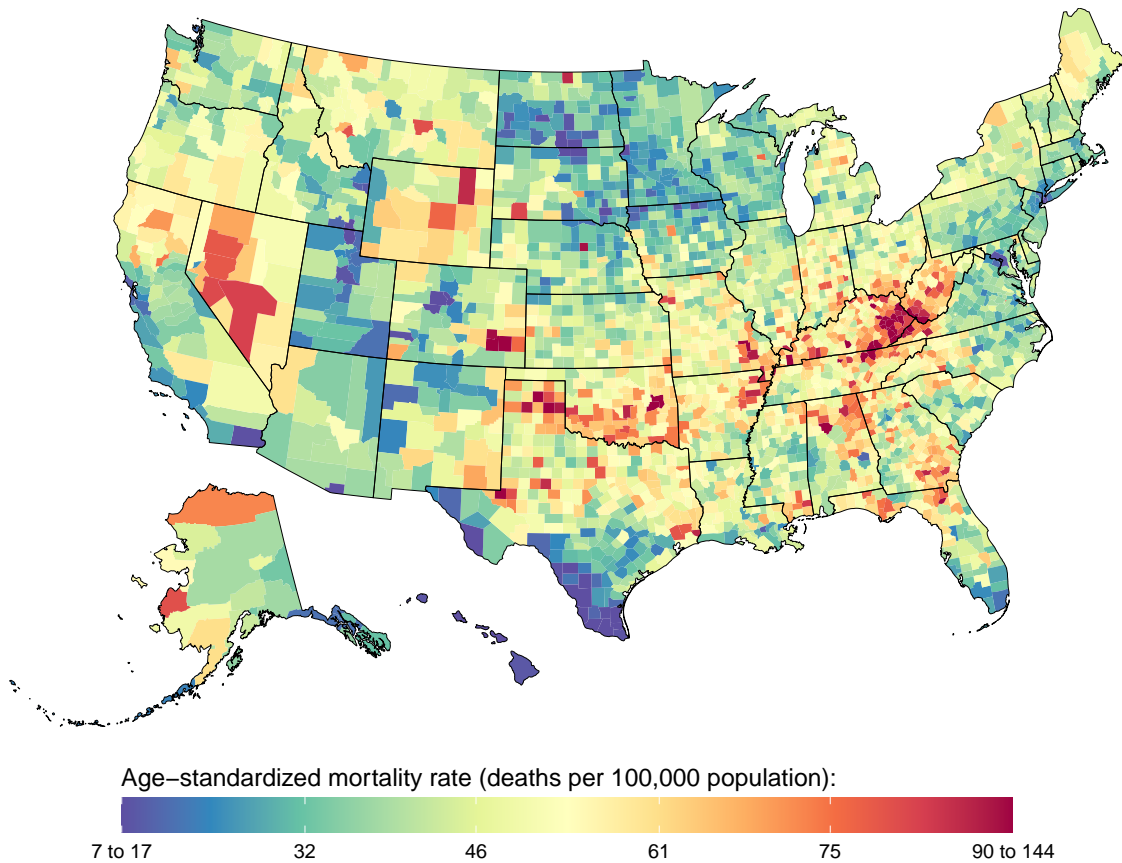 Age−standardized mortality rate (deaths per 100,000 population):
7 to 17 32 46 61 75 90 to 144